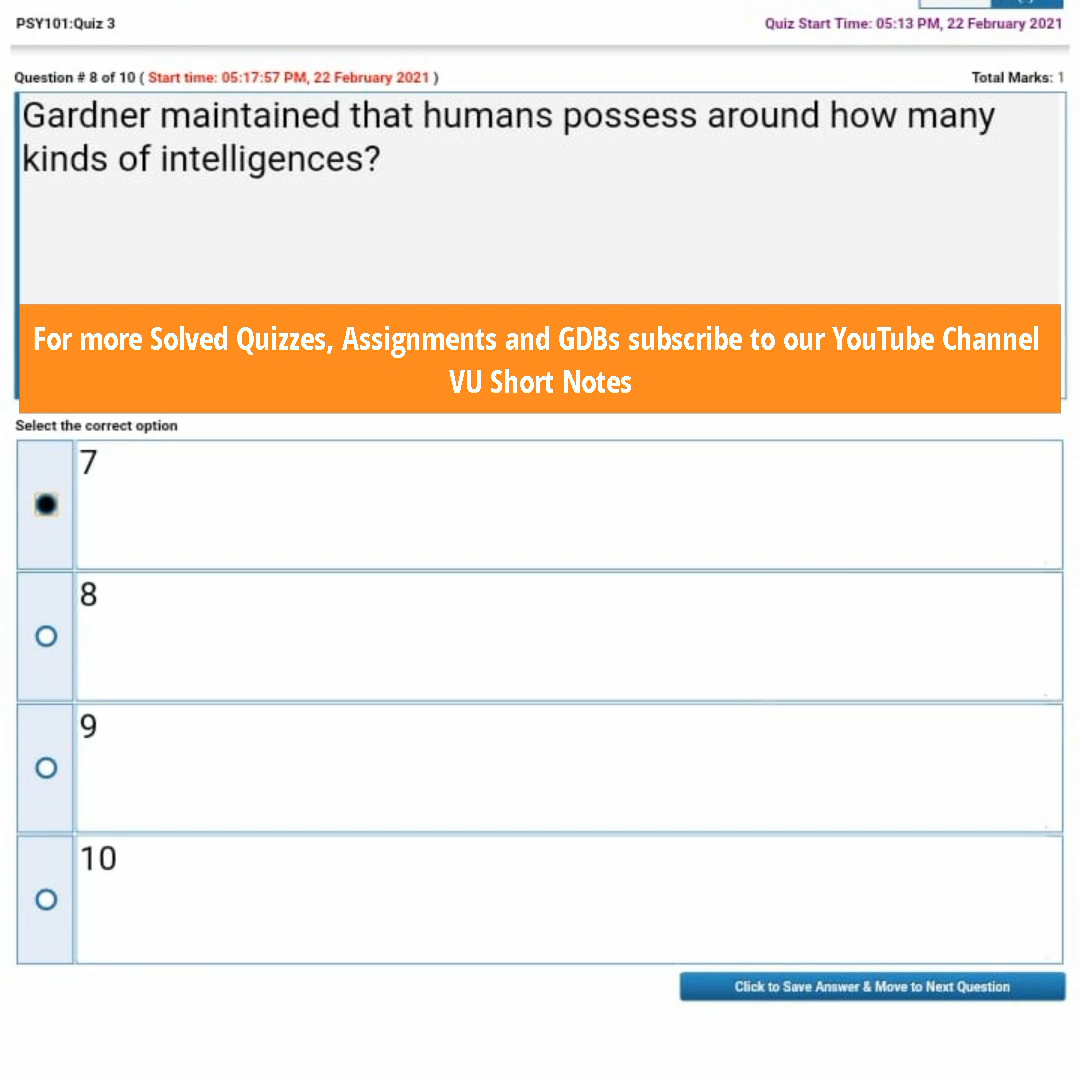 PSY101:Quiz 3
Quiz Start Time: 05:13 PM, 22 February 2021
Question # 8 of 10 ( Start time: 05:17:57 PM, 22 February 2021 )
Total Marks: 1
Gardner maintained that humans possess around how many
kinds of intelligences?
For more Solved Quizzes, Assignments and GDBs subscribe to our YouTube Channel
VU Short Notes
Select the correct option
7
8
9
10
Click to Save Answer & Move to Next Question